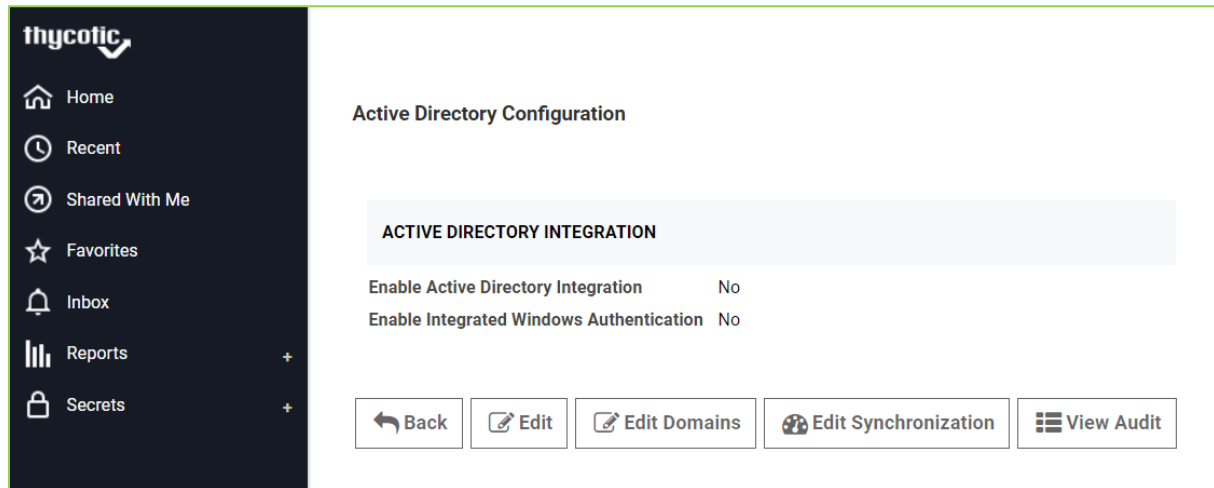 thycotic
Home
Recent
Shared With Me
Favorites
Inbox
Reports +
Secrets +
Active Directory Configuration
ACTIVE DIRECTORY INTEGRATION
Enable Active Directory Integration No
Enable Integrated Windows Authentication No
Back Edit Edit Domains Edit Synchronization View Audit